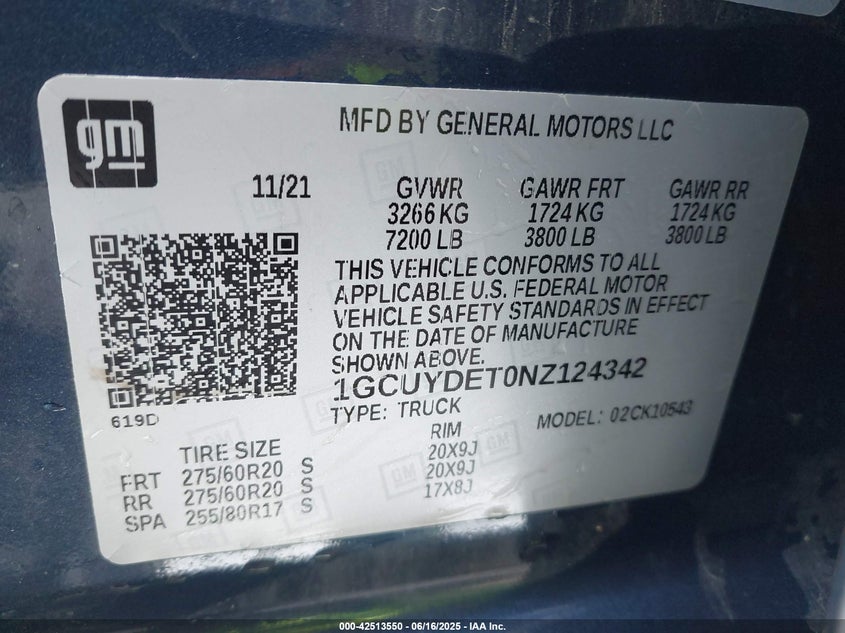 gm
MFD BY GENERAL MOTORS LLC
11/21 GVWR GAWR FRT GAWR RR
3266 KG 1724 KG 1724 KG
7200 LB 3800 LB 3800 LB
THIS VEHICLE CONFORMS TO ALL
APPLICABLE U.S. FEDERAL MOTOR
VEHICLE SAFETY STANDARDS IN EFFECT
ON THE DATE OF MANUFACTURE
SHOWN ABOVE.
1GCUYDET0NZ124342
619D TYPE: TRUCK MODEL: 02CK10543
TIRE SIZE RIM
FRT 275/60R20 S 20X9J
RR 275/60R20 S 20X9J
SPA 255/80R17 S 17X8J
000-42513550 / 06/16/2025 - IAA Inc.